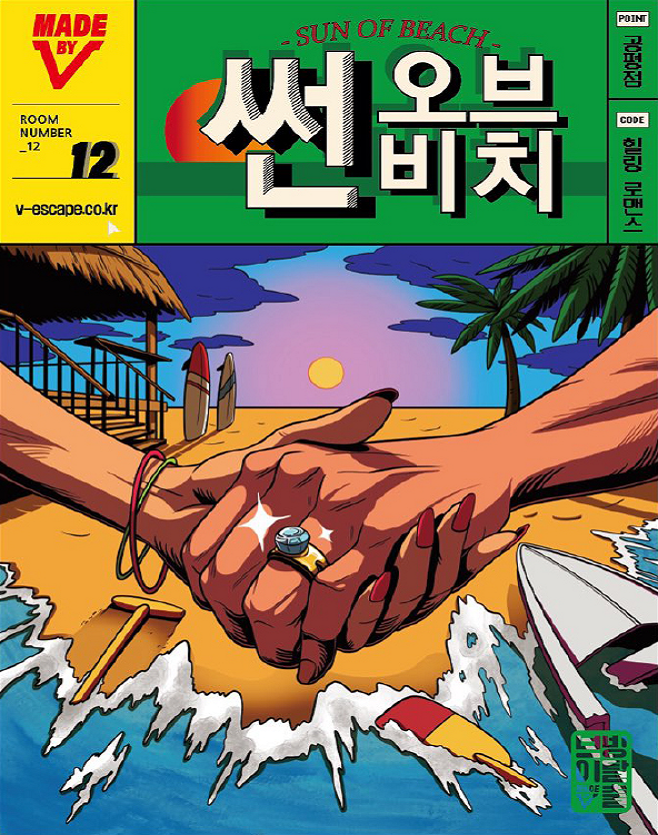 MADE
BY
V
ROOM
NUMBER
_12
12
v-escape.co.kr
- SUN OF BEACH -
썬 오브
비치
POINT
공평점
CODE
힐링 로맨스